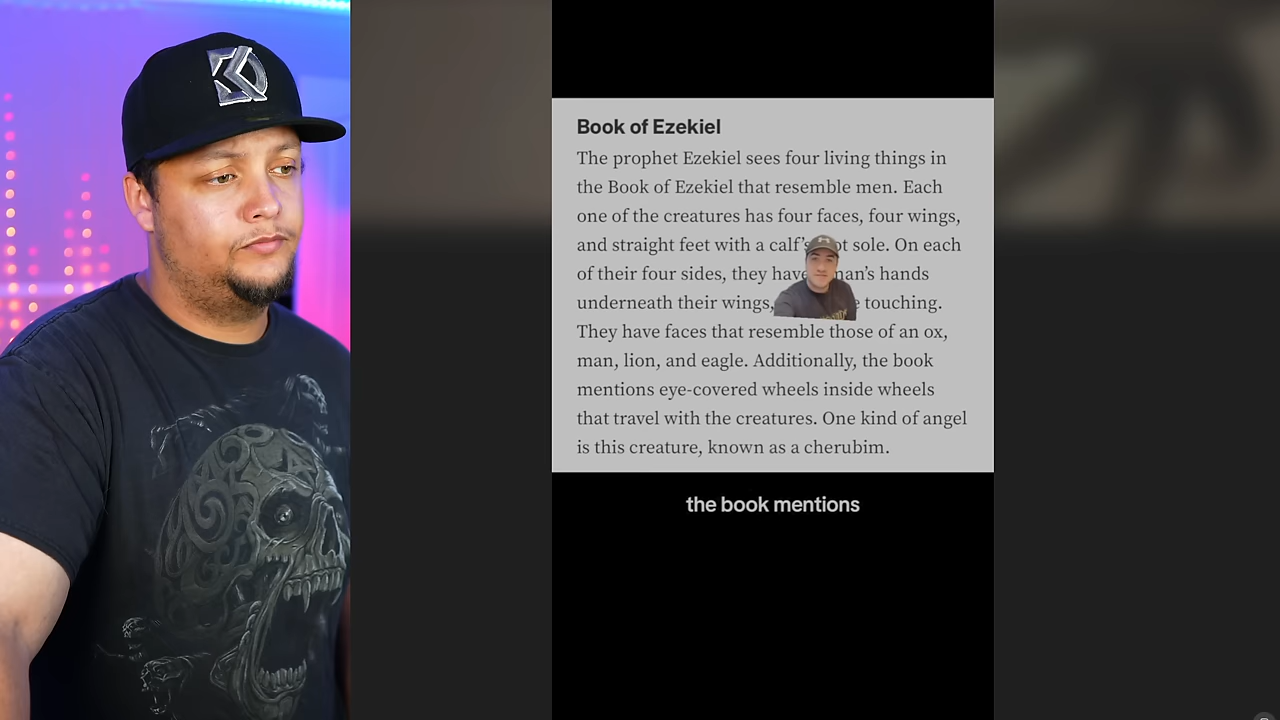 Book of Ezekiel
The prophet Ezekiel sees four living things in
the Book of Ezekiel that resemble men. Each
one of the creatures has four faces, four wings,
and straight feet with a calf's sole. On each
of their four sides, they have hands
underneath their wings, touching.
They have faces that resemble those of an ox,
man, lion, and eagle. Additionally, the book
mentions eye-covered wheels inside wheels
that travel with the creatures. One kind of angel
is this creature, known as a cherubim.
the book mentions